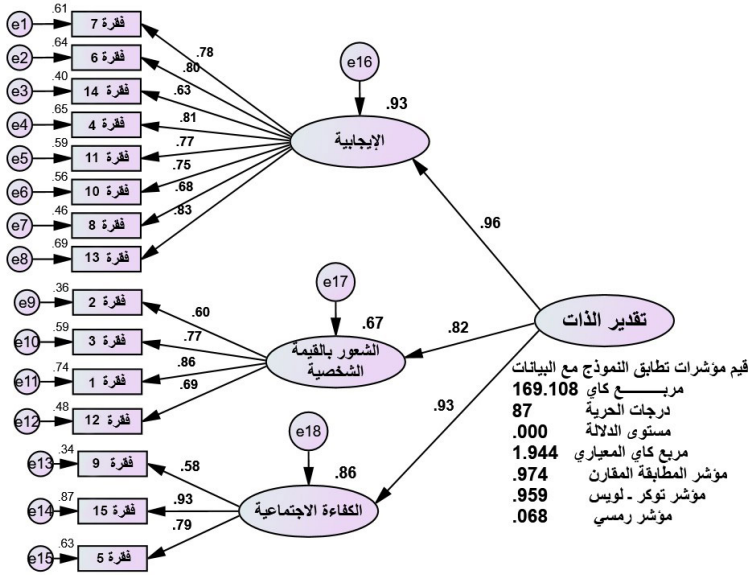 e1 .61 فقرة 7 .78
e2 .64 فقرة 6 .80
e3 .40 فقرة 14 .63
e4 .65 فقرة 4 .81
e5 .59 فقرة 11 .77
e6 .56 فقرة 10 .75
e7 .46 فقرة 8 .68
e8 .69 فقرة 13 .83
e16
.93
الإيجابية
.96
e9 .36 فقرة 2 .60
e10 .59 فقرة 3 .77
e11 .74 فقرة 1 .86
e12 .48 فقرة 12 .69
e17
.67
الشعور بالقيمة
الشخصية
.82
e13 .34 فقرة 9 .58
e14 .87 فقرة 15 .93
e15 .63 فقرة 5 .79
e18
.86
الكفاءة الاجتماعية
.93
تقدير الذات
قيم مؤشرات تطابق النموذج مع البيانات
مربـــــــع كاي 169.108
درجات الحرية 87
مستوى الدلالة .000
مربع كاي المعياري 1.944
مؤشر المطابقة المقارن .974
مؤشر توكر ـ لويس .959
مؤشر رمسي .068